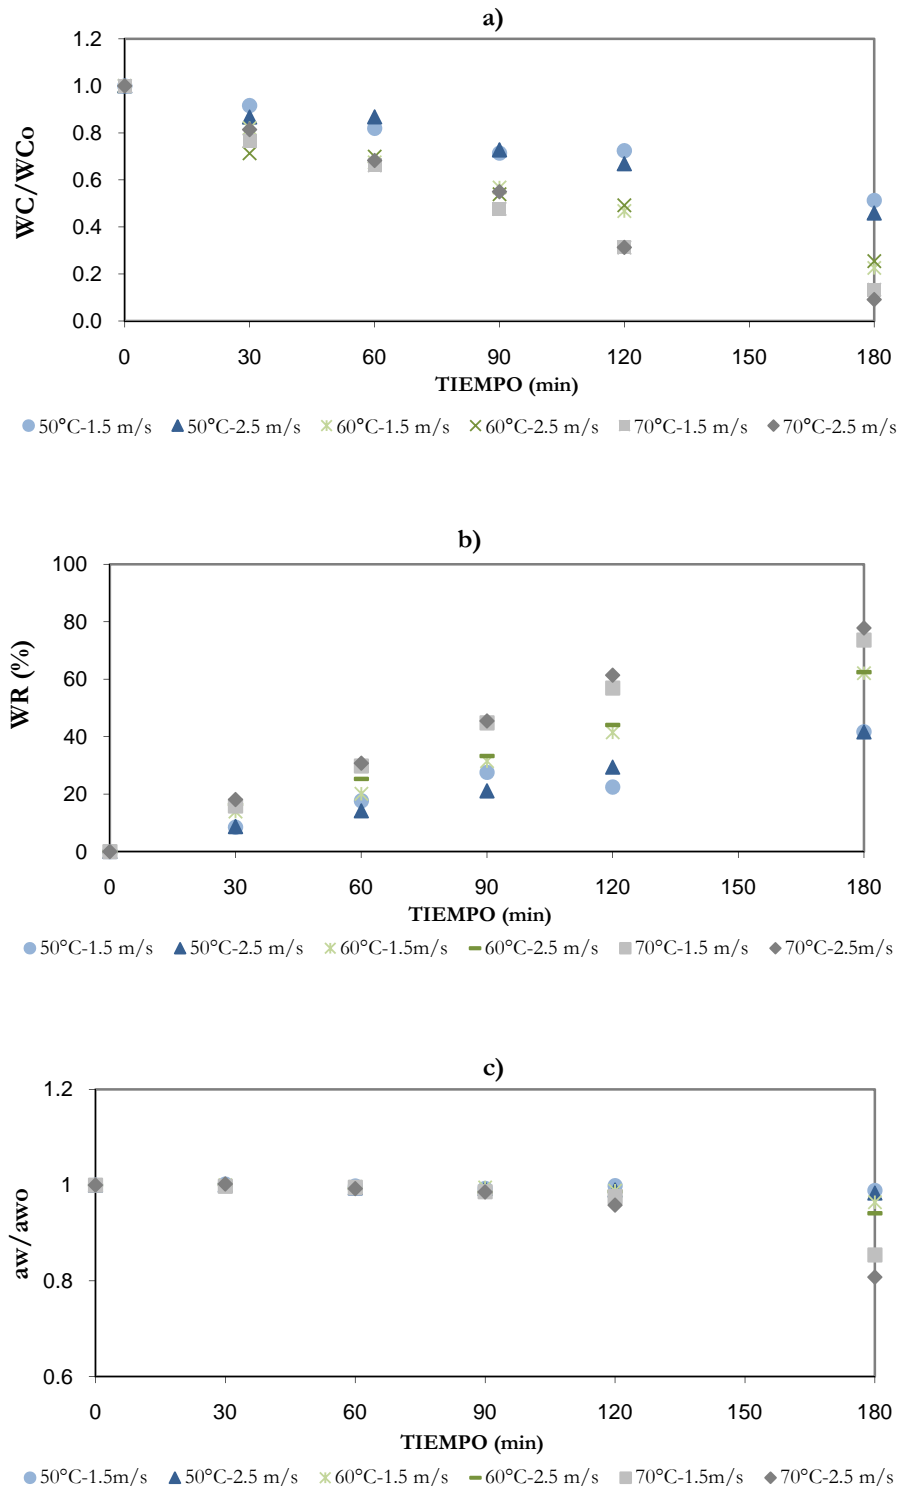 a)
1.2
1.0
0.8
0.6
0.4
0.2
0.0
WC/WCo
0 30 60 90 120 150 180
TIEMPO (min)
50°C-1.5 m/s 50°C-2.5 m/s 60°C-1.5 m/s 60°C-2.5 m/s 70°C-1.5 m/s 70°C-2.5 m/s
b)
100
80
60
40
20
0
WR (%)
0 30 60 90 120 150 180
TIEMPO (min)
50°C-1.5 m/s 50°C-2.5 m/s 60°C-1.5m/s 60°C-2.5 m/s 70°C-1.5 m/s 70°C-2.5m/s
c)
1.2
1
0.8
0.6
aw/awo
0 30 60 90 120 150 180
TIEMPO (min)
50°C-1.5m/s 50°C-2.5 m/s 60°C-1.5 m/s 60°C-2.5 m/s 70°C-1.5m/s 70°C-2.5 m/s